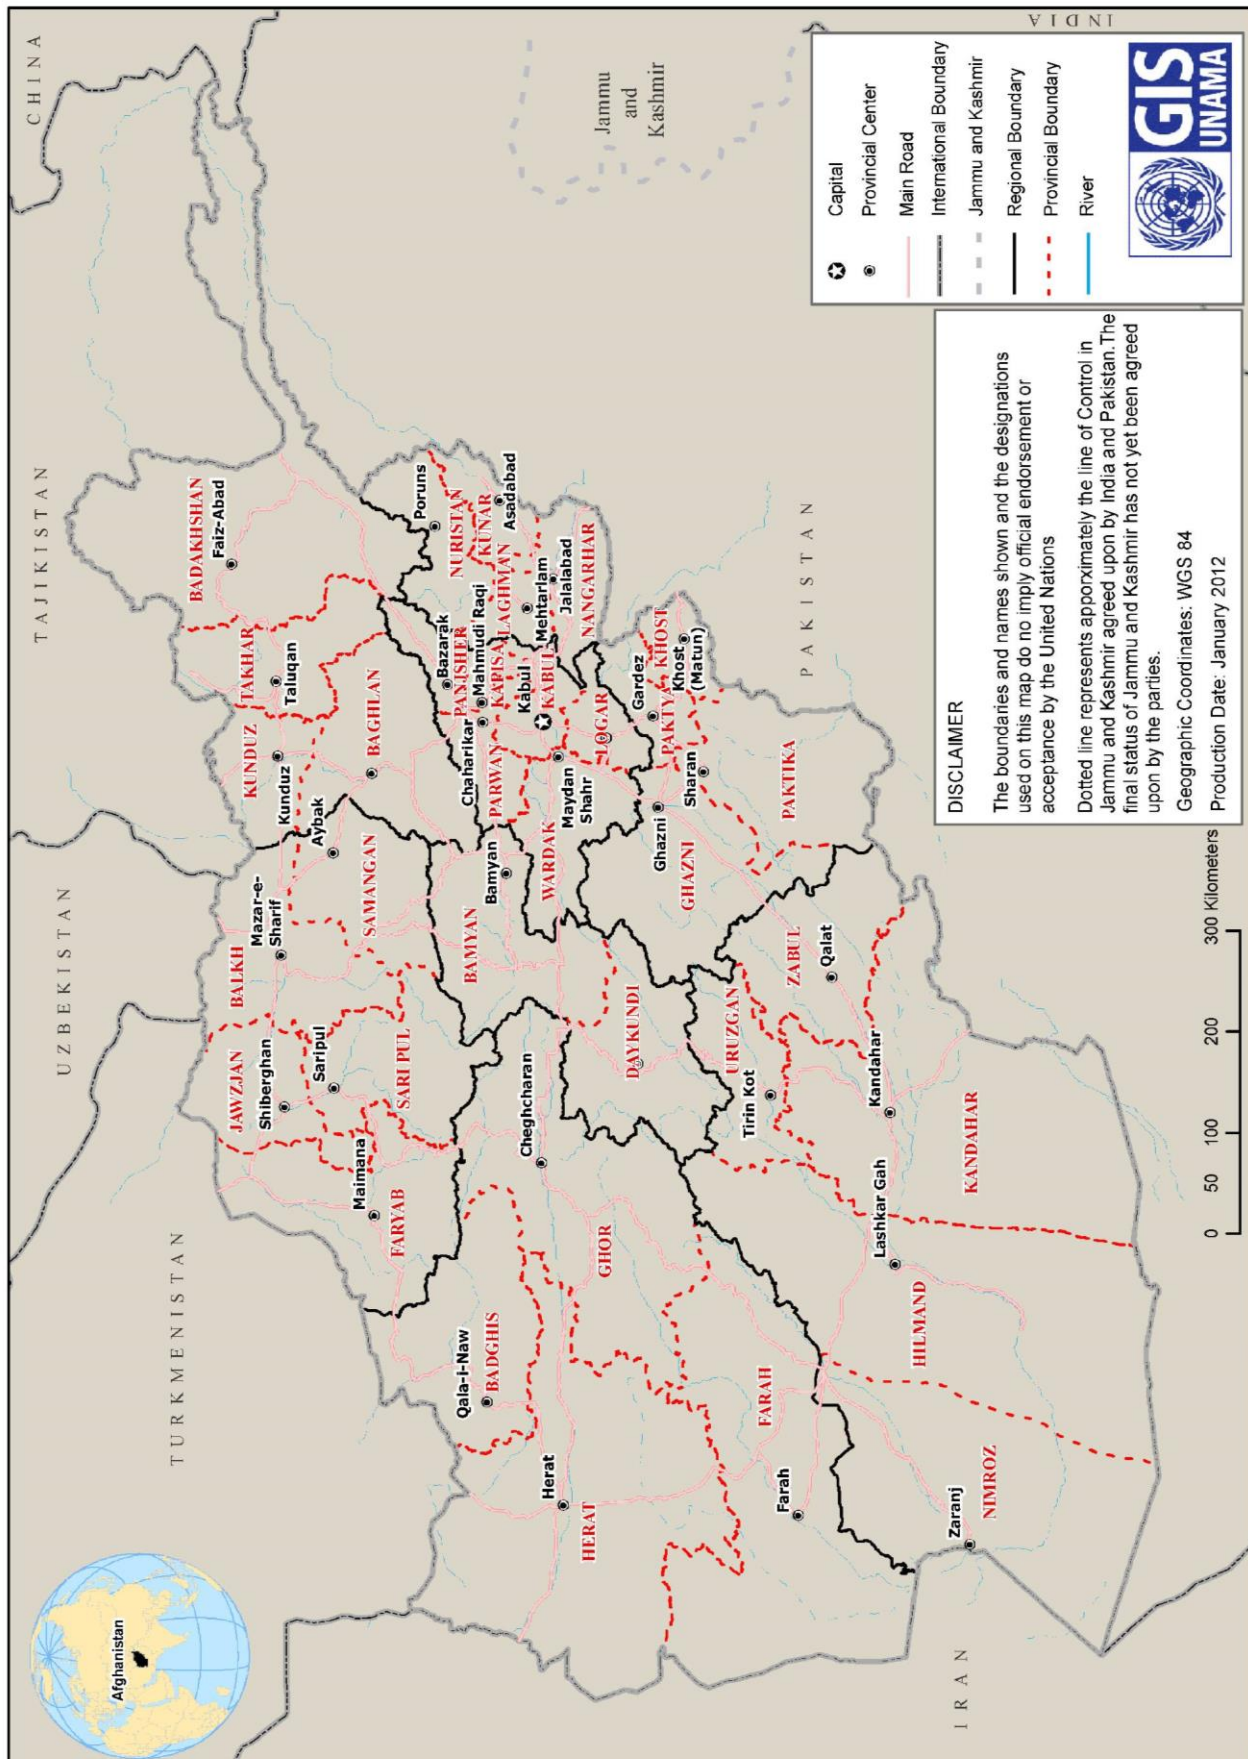 Afghanistan
CHINA
TAJIKISTAN
UZBEKISTAN
TURKMENISTAN
IRAN
PAKISTAN
INDIA
Jammu
and
Kashmir
BADAKHSHAN
Faiz-Abad
TAKHAR
Taluqan
KUNDUZ
Kunduz
BAGHLAN
Aybak
SAMANGAN
BALKH
Mazar-e-
Sharif
JAWZJAN
Shiberghan
Saripul
SARI PUL
Maimana
FARYAB
Qala-i-Naw
BADGHIS
Herat
HERAT
GHOR
Cheghcharan
BAMYAN
Bamyan
DAYKUNDI
WARDAK
Maydan
Shahr
PARWAN
Chaharikar
PANJSHER
Bazarak
KAPISA
Mahmudi Raqi
KABUL
Kabul
LOGAR
NURISTAN
Poruns
KUNAR
Asadabad
LAGHMAN
Mehtarlam
Jalalabad
NANGARHAR
PAKTYA
Gardez
KHOST
Khost
(Matun)
PAKTIKA
Sharan
GHAZNI
Ghazni
ZABUL
Qalat
URUZGAN
Tirin Kot
KANDAHAR
Kandahar
HILMAND
Lashkar Gah
FARAH
Farah
NIMROZ
Zaranj
0 50 100 200 300 Kilometers
DISCLAIMER
The boundaries and names shown and the designations
used on this map do no imply official endorsement or
acceptance by the United Nations
Dotted line represents approximately the line of Control in
Jammu and Kashmir agreed upon by India and Pakistan.The
final status of Jammu and Kashmir has not yet been agreed
upon by the parties.
Geographic Coordinates: WGS 84
Production Date: January 2012
Capital
Provincial Center
Main Road
International Boundary
Jammu and Kashmir
Regional Boundary
Provincial Boundary
River
GIS
UNAMA